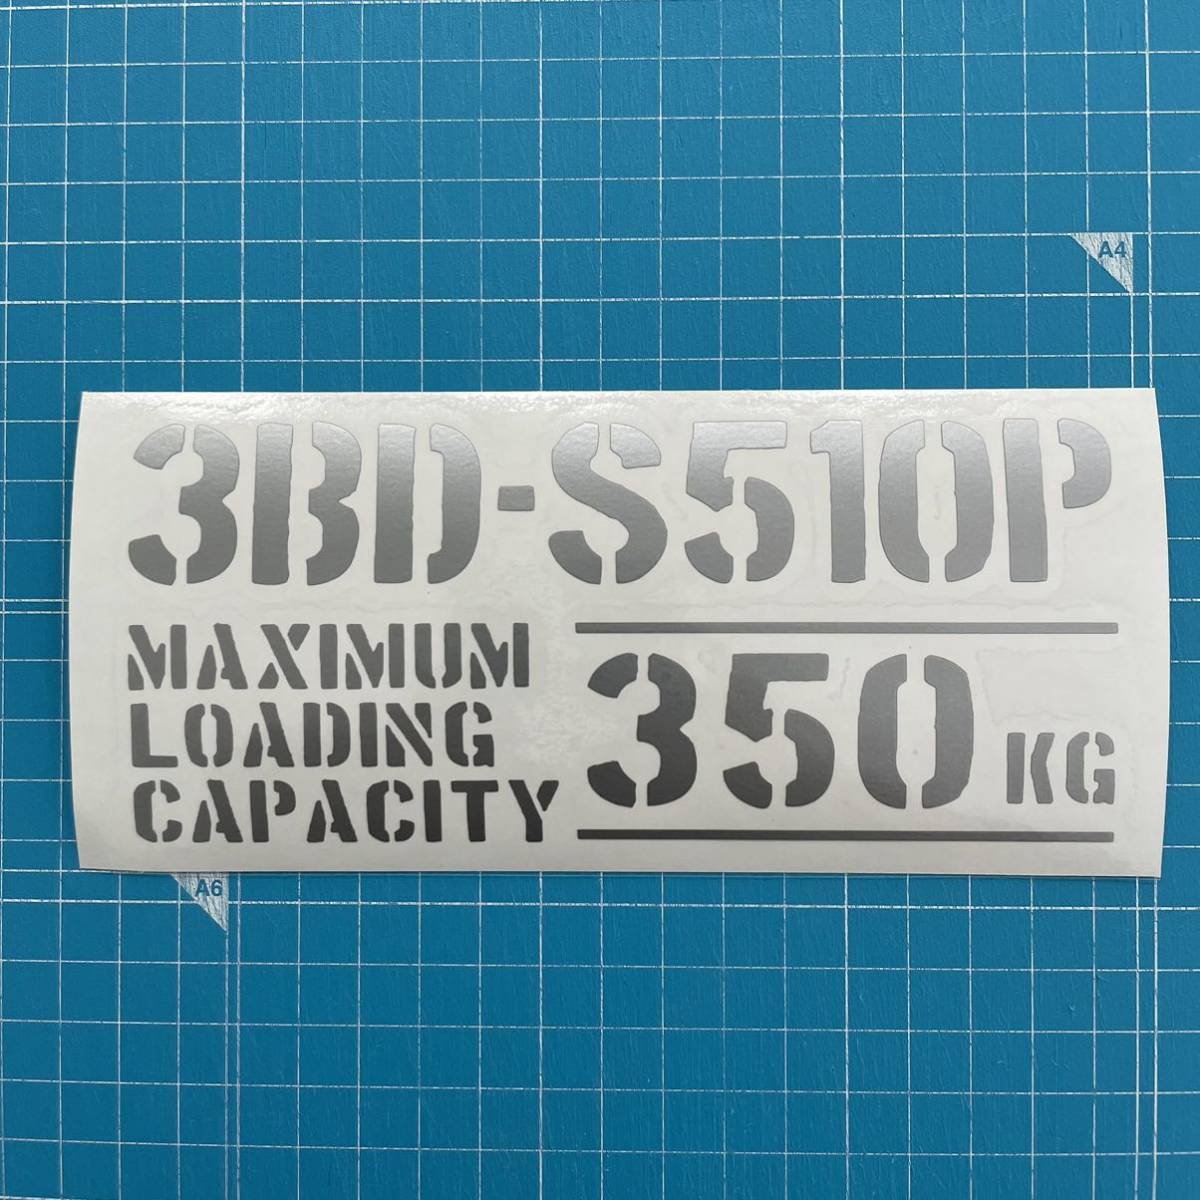 A4
3BD-S510P
MAXIMUM
LOADING
CAPACITY
350 KG
A6